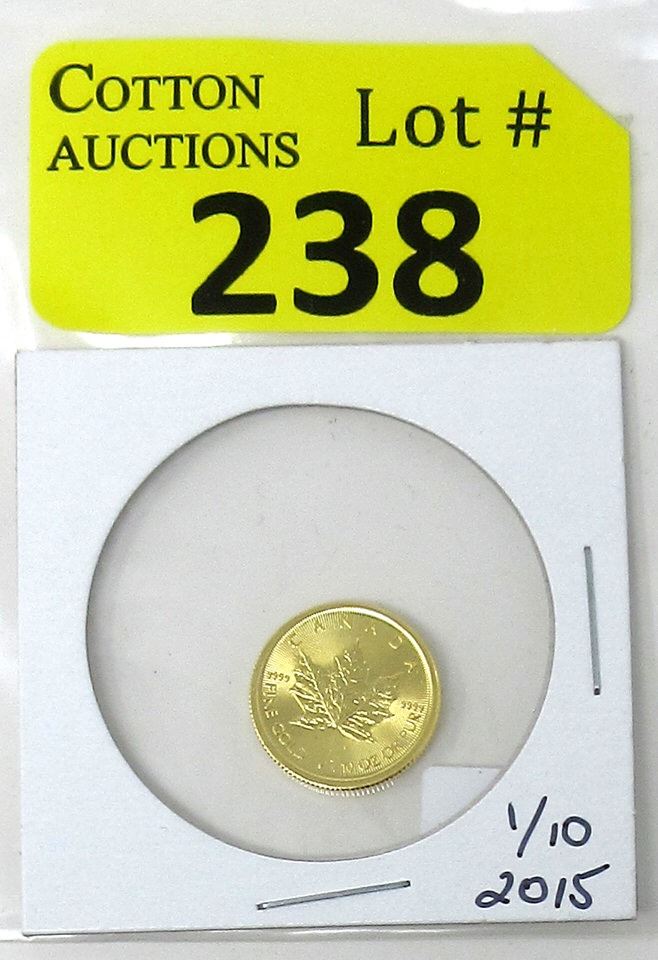 COTTON
AUCTIONS
Lot #
238
CANADA
9999
9999
FINE GOLD 1/10 OZ OR PUR
1/10
2015